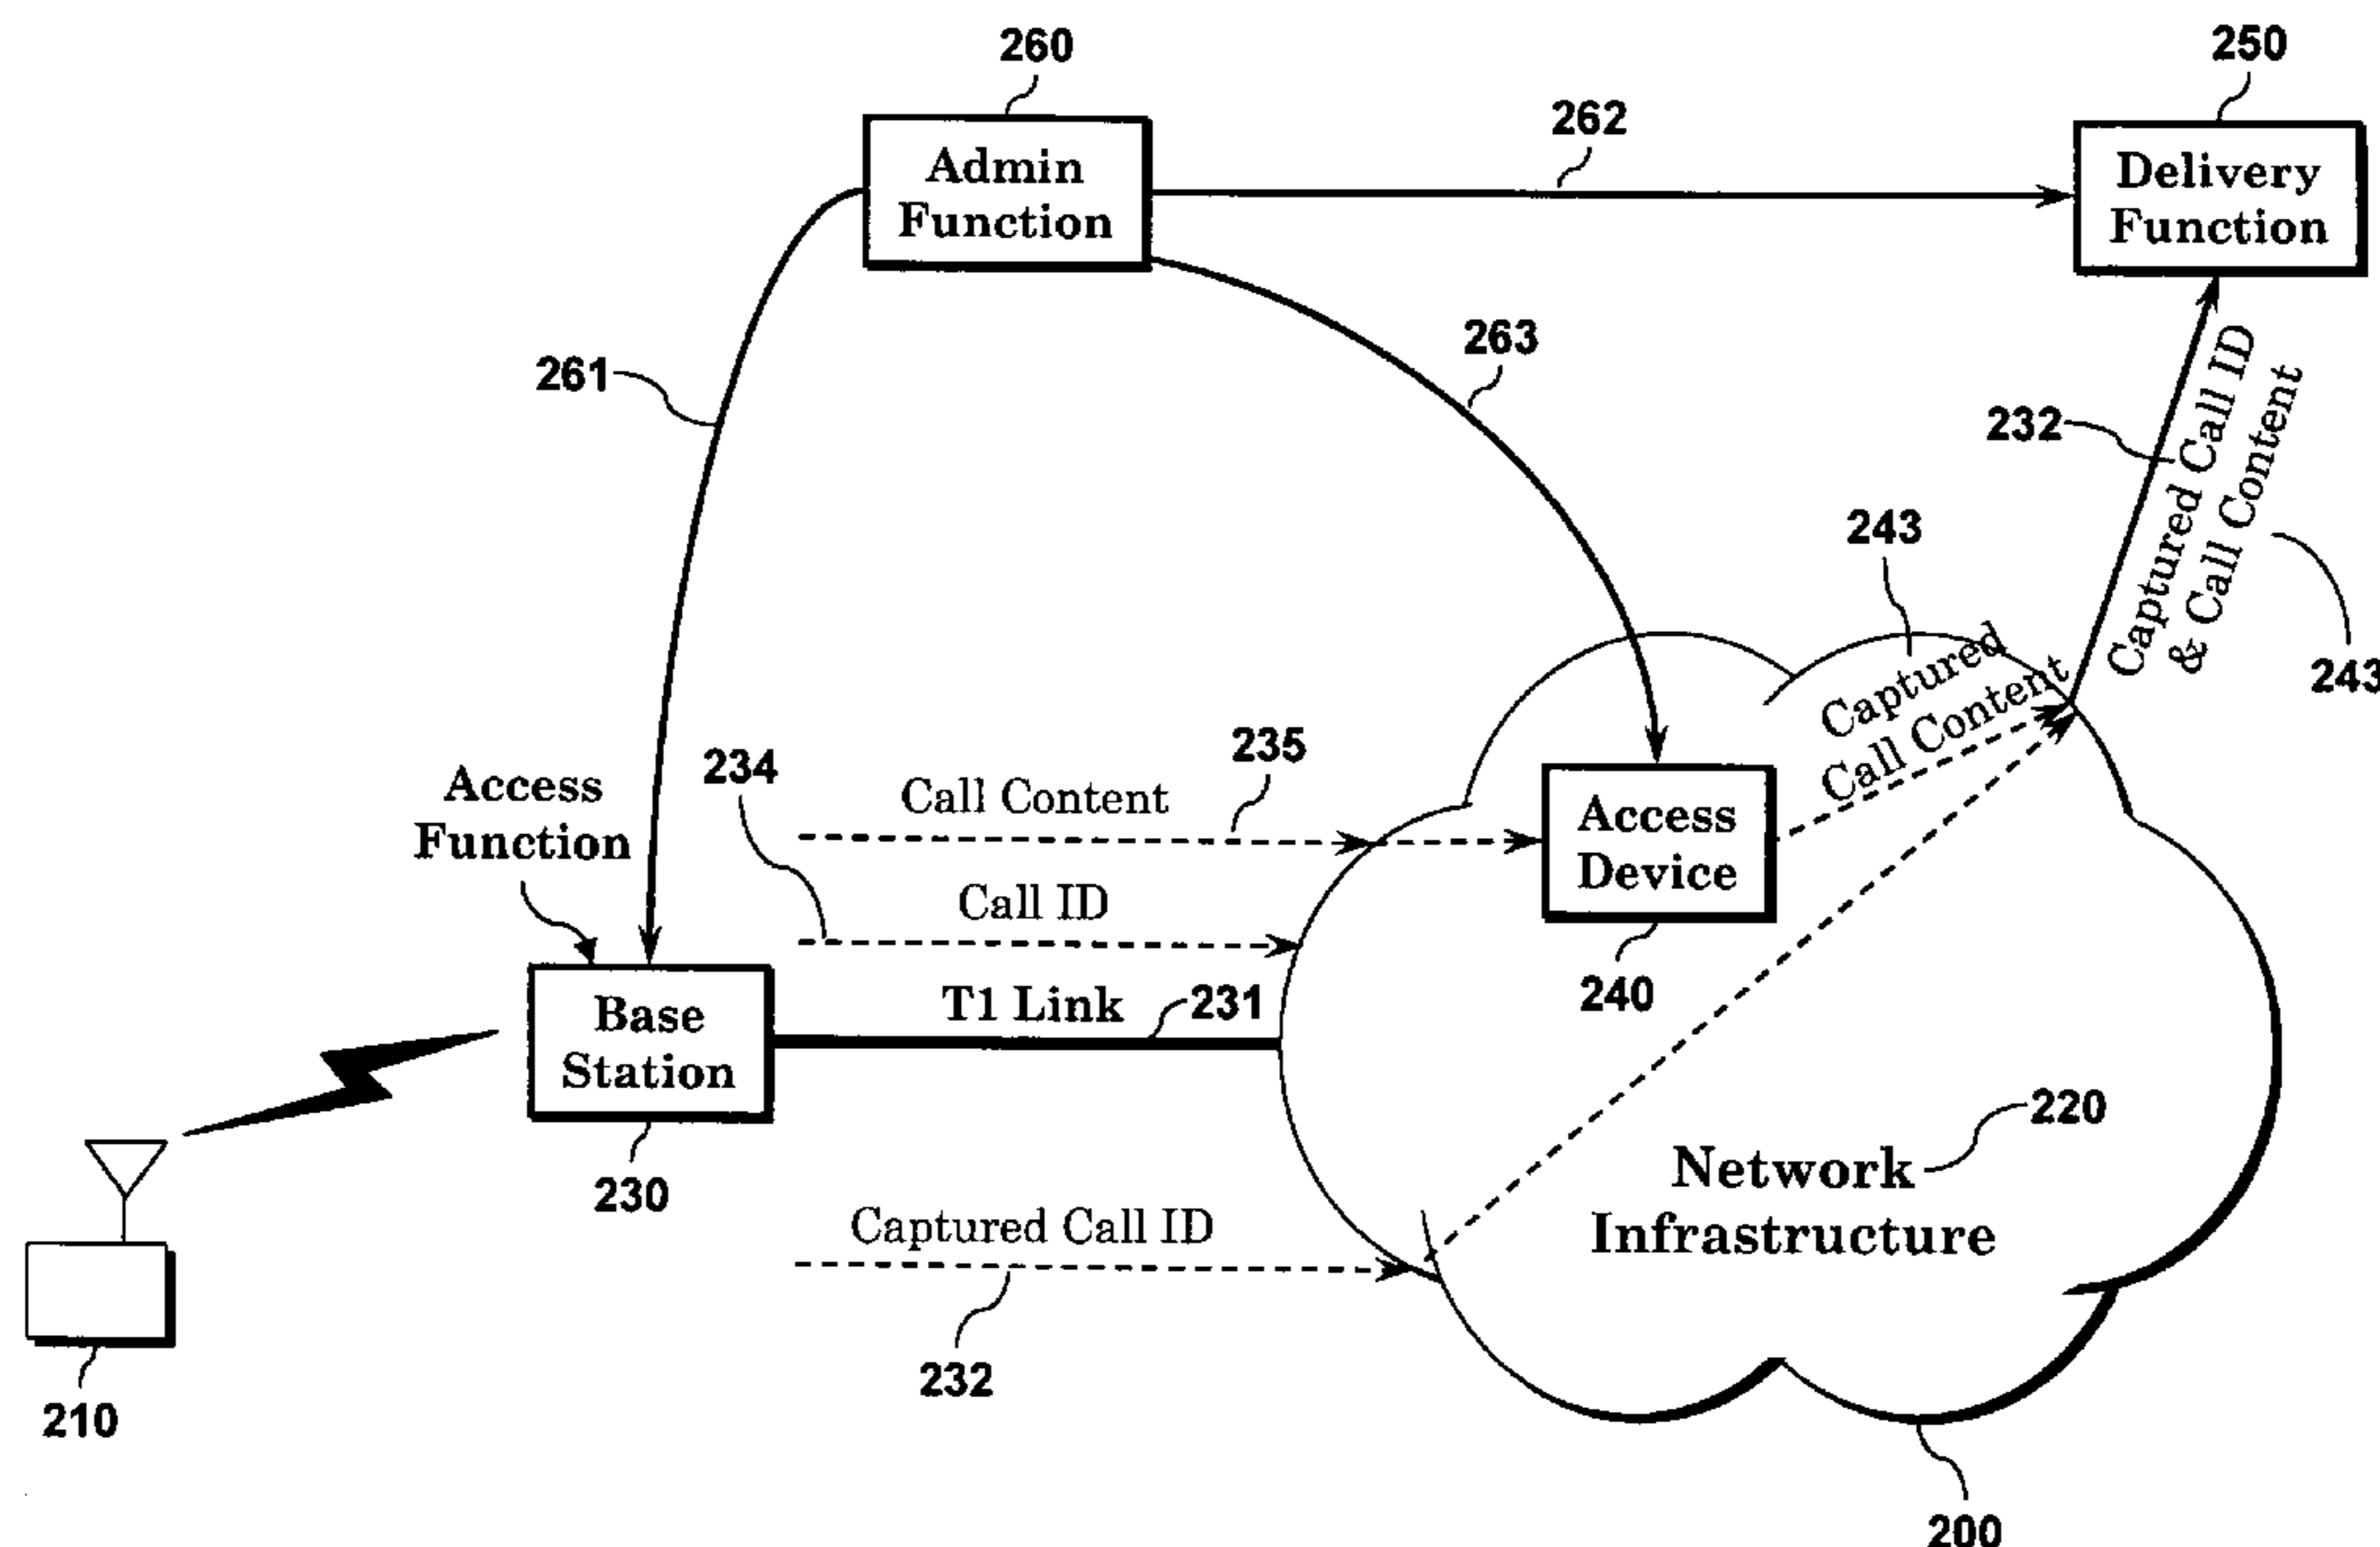 260
250
262
Admin
Function
Delivery
Function
263
261
232
Captured Call ID
& Call Content
243
243
Captured
Call Content
235
234
Access
Function
Call Content
Access
Device
Call ID
240
T1 Link
231
Base
Station
220
Network
Infrastructure
230
Captured Call ID
232
210
200